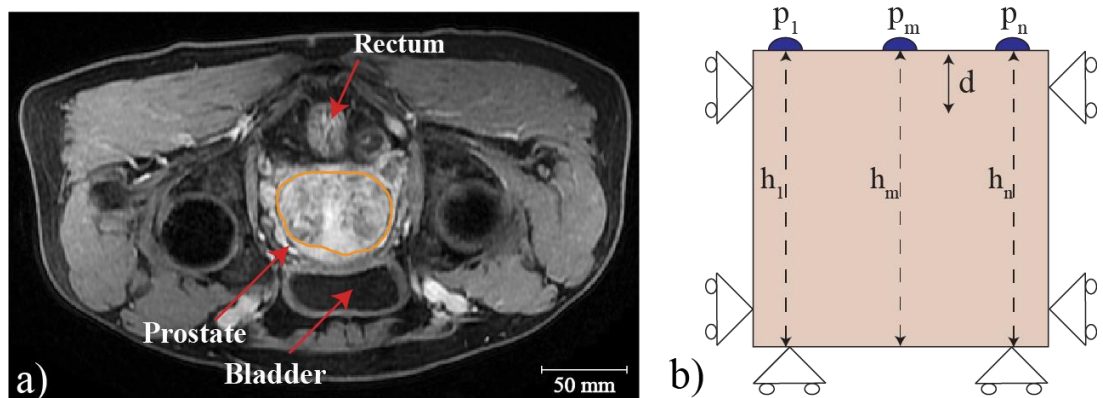 Rectum
Prostate
Bladder
50 mm
a)
p1 pm pn
d
h1 hm hn
b)